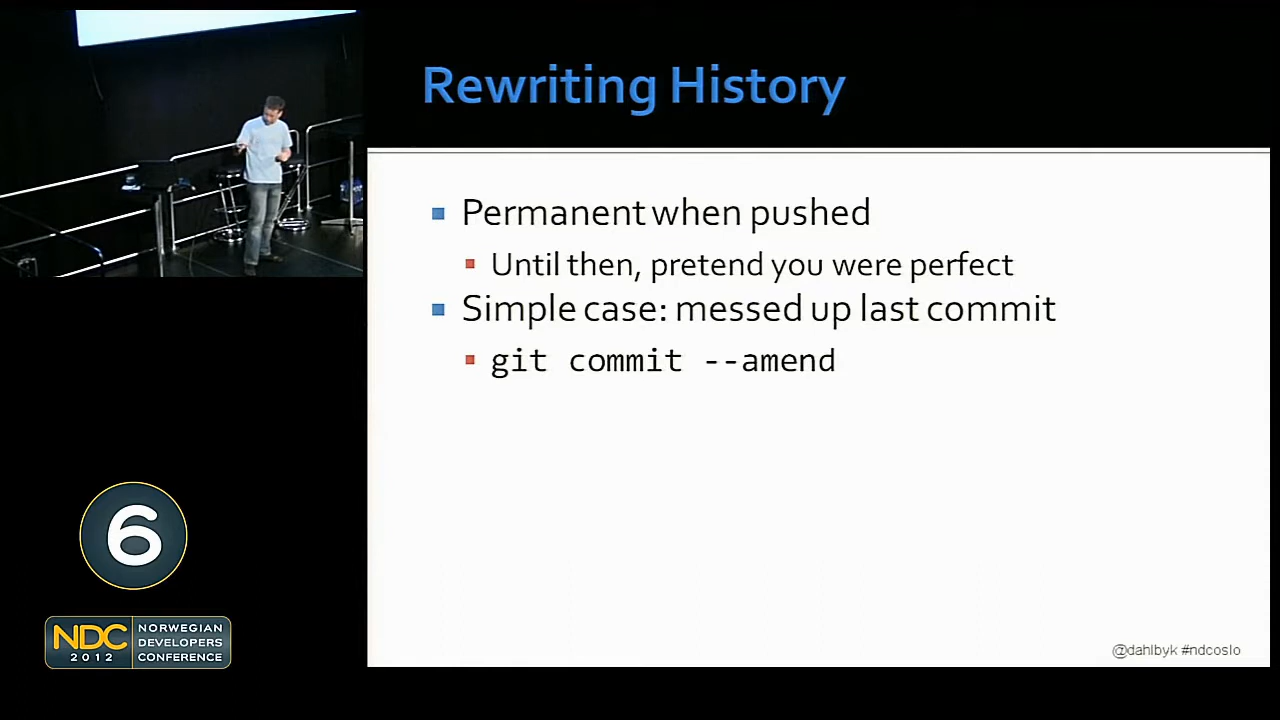 Rewriting History
Permanent when pushed
Until then, pretend you were perfect
Simple case: messed up last commit
git commit --amend
6
NDC
2012
NORWEGIAN
DEVELOPERS
CONFERENCE
@dahlbyk #ndcoslo